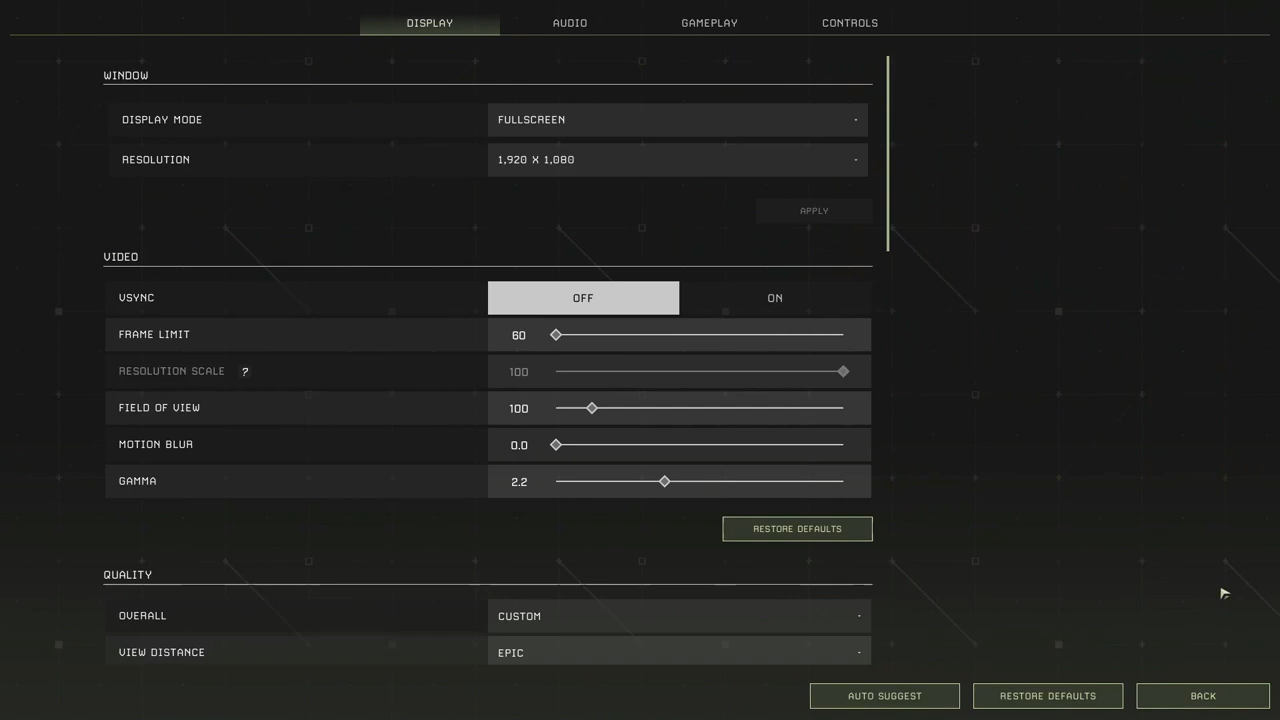 DISPLAY AUDIO GAMEPLAY CONTROLS
WINDOW
DISPLAY MODE FULLSCREEN
RESOLUTION 1,920 X 1,080
APPLY
VIDEO
VSYNC OFF ON
FRAME LIMIT 60
RESOLUTION SCALE ? 100
FIELD OF VIEW 100
MOTION BLUR 0.0
GAMMA 2.2
RESTORE DEFAULTS
QUALITY
OVERALL CUSTOM
VIEW DISTANCE EPIC
AUTO SUGGEST RESTORE DEFAULTS BACK